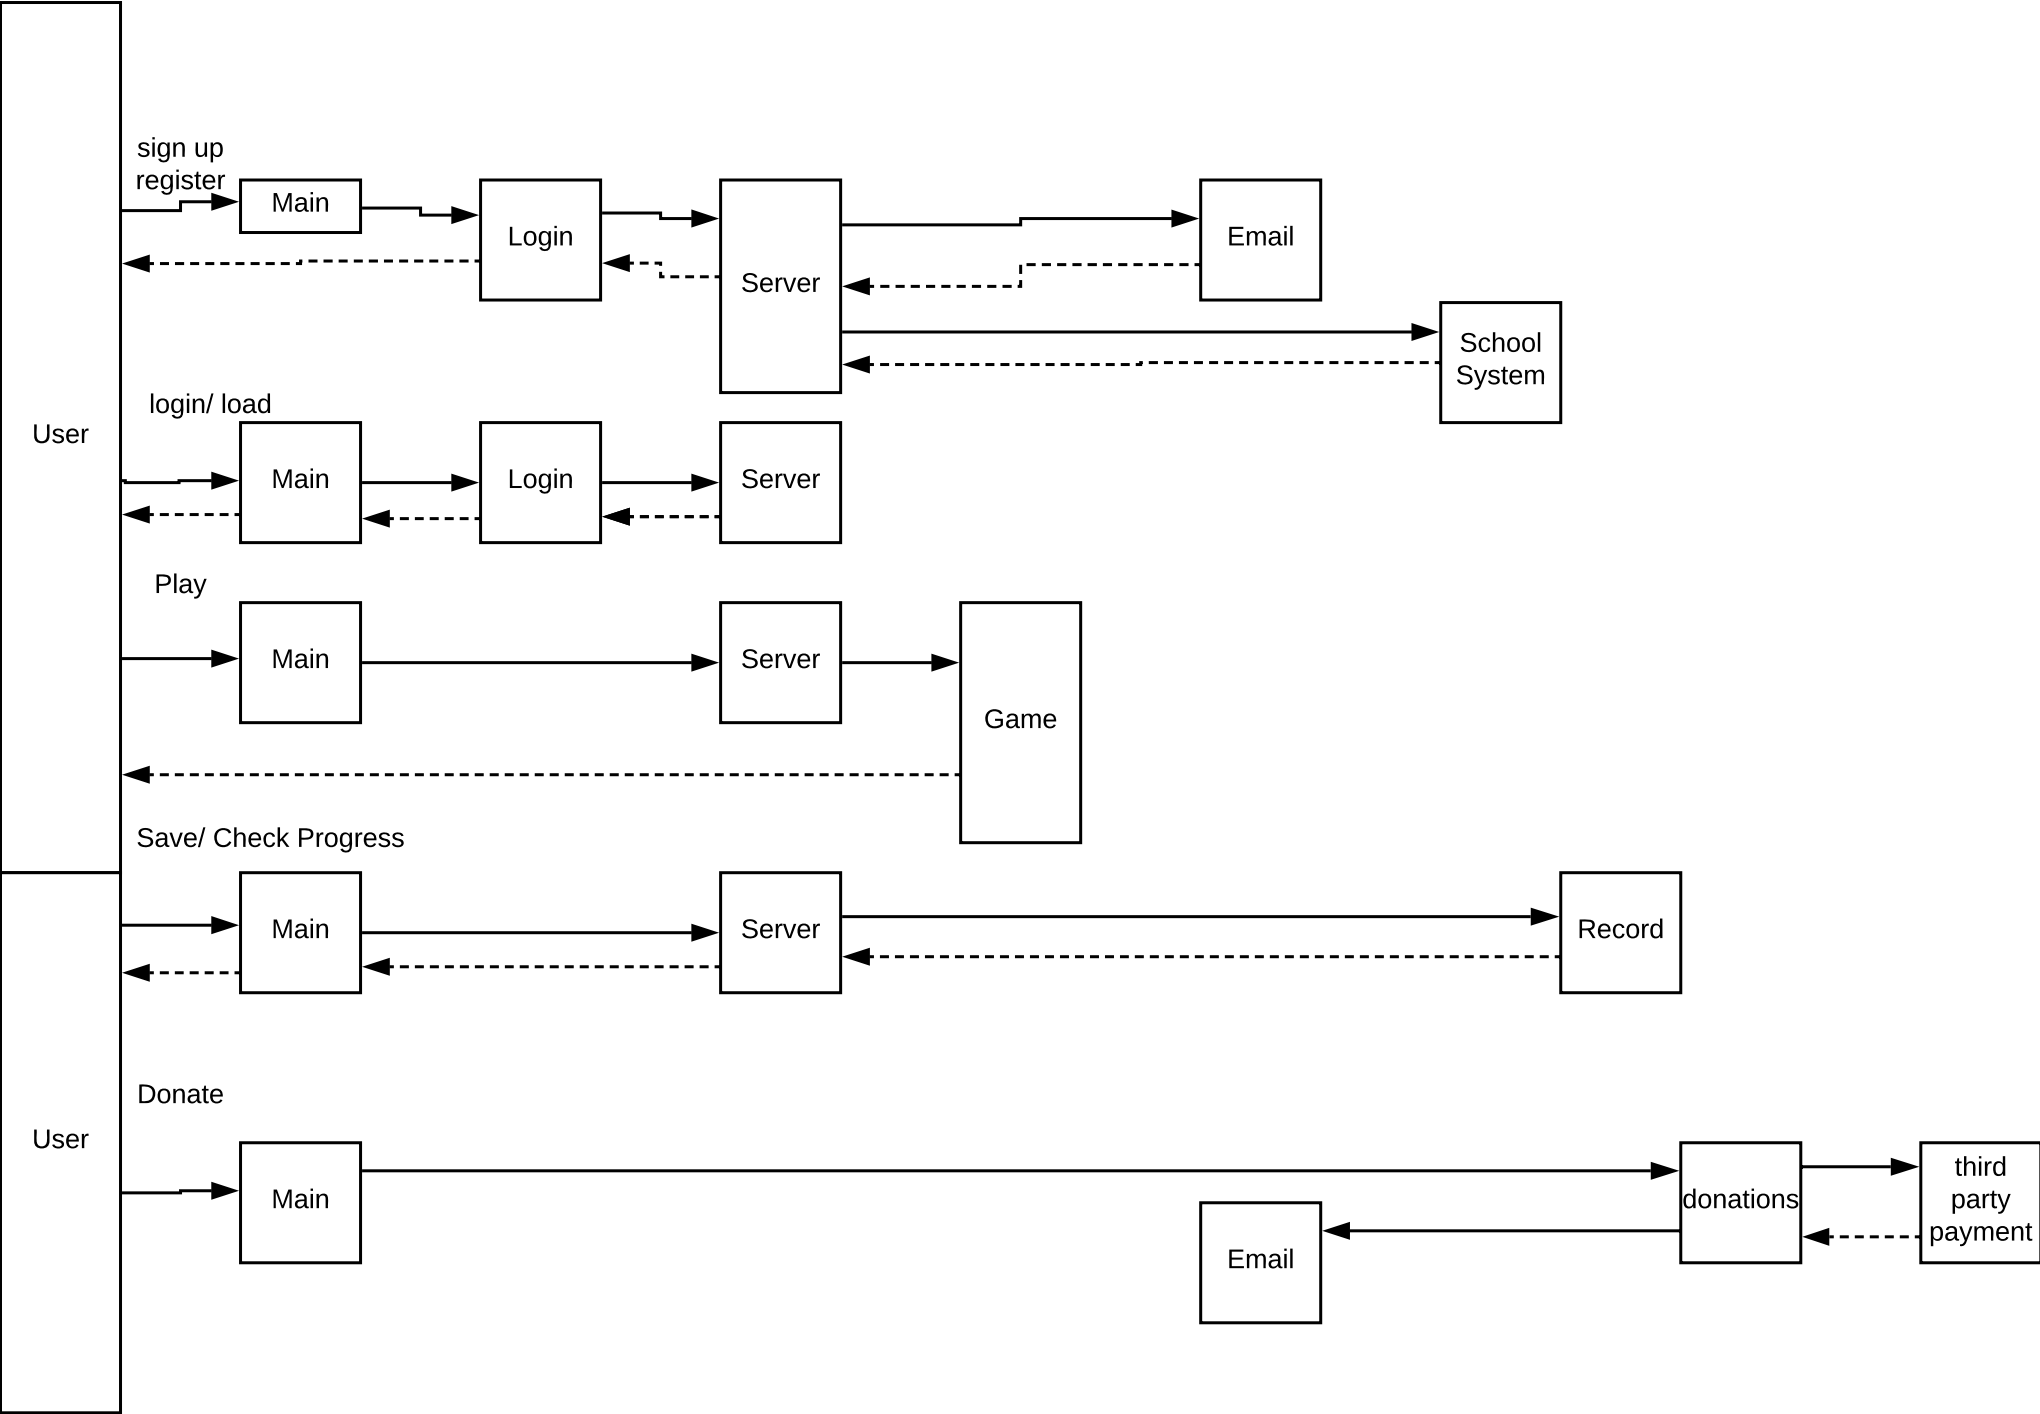 sign up
register
Main
Login
Server
Email
School
System
User
login/ load
Main
Login
Server
Play
Main
Server
Game
Save/ Check Progress
Main
Server
Record
Donate
User
Main
donations
third
party
payment
Email